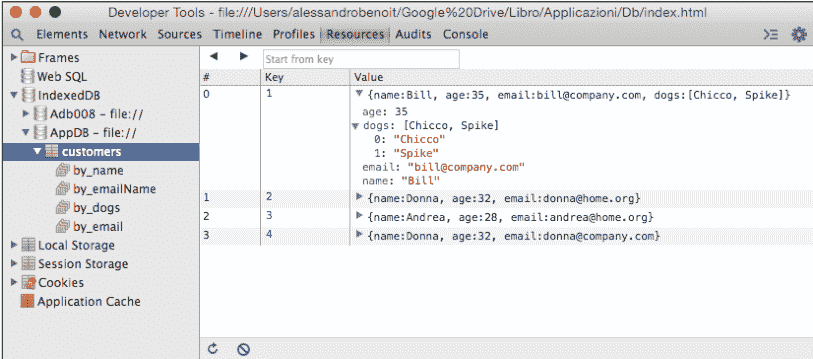 Developer Tools - file:///Users/alessandrobenoit/Google%20Drive/Libro/Applicazioni/Db/index.html
Elements Network Sources Timeline Profiles Resources Audits Console
Frames
Web SQL
IndexedDB
Adb008 - file://
AppDB - file://
customers
by_name
by_emailName
by_dogs
by_email
Local Storage
Session Storage
Cookies
Application Cache
Start from key
# Key Value
0 1 {name:Bill, age:35, email:bill@company.com, dogs:[Chicco, Spike]}
age: 35
dogs: [Chicco, Spike]
0: "Chicco"
1: "Spike"
email: "bill@company.com"
name: "Bill"
1 2 {name:Donna, age:32, email:donna@home.org}
2 3 {name:Andrea, age:28, email:andrea@home.org}
3 4 {name:Donna, age:32, email:donna@company.com}